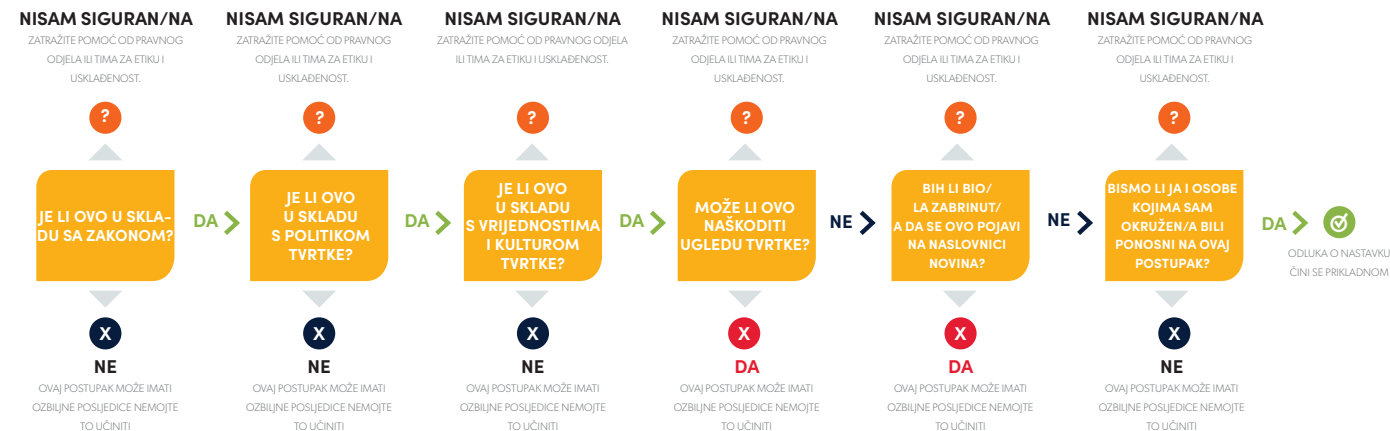 NISAM SIGURAN/NA
ZATRAŽITE POMOĆ OD PRAVNOG
ODJELA ILI TIMA ZA ETIKU I
USKLAĐENOST.
?
JE LI OVO U SKLA-
DU SA ZAKONOM?
X
NE
OVAJ POSTUPAK MOŽE IMATI
OZBILJNE POSLJEDICE NEMOJTE
TO UČINITI
DA
NISAM SIGURAN/NA
ZATRAŽITE POMOĆ OD PRAVNOG
ODJELA ILI TIMA ZA ETIKU I
USKLAĐENOST.
?
JE LI OVO
U SKLADU
S POLITIKOM
TVRTKE?
X
NE
OVAJ POSTUPAK MOŽE IMATI
OZBILJNE POSLJEDICE NEMOJTE
TO UČINITI
DA
NISAM SIGURAN/NA
ZATRAŽITE POMOĆ OD PRAVNOG ODJELA
ILI TIMA ZA ETIKU I USKLAĐENOST.
?
JE LI OVO
U SKLADU
S VRIJEDNOSTIMA
I KULTUROM
TVRTKE?
X
NE
OVAJ POSTUPAK MOŽE IMATI
OZBILJNE POSLJEDICE NEMOJTE
TO UČINITI
DA
NISAM SIGURAN/NA
ZATRAŽITE POMOĆ OD PRAVNOG
ODJELA ILI TIMA ZA ETIKU I
USKLAĐENOST.
?
MOŽE LI OVO
NAŠKODITI
UGLEDU TVRTKE?
X
DA
OVAJ POSTUPAK MOŽE IMATI
OZBILJNE POSLJEDICE NEMOJTE
TO UČINITI
NE
NISAM SIGURAN/NA
ZATRAŽITE POMOĆ OD PRAVNOG
ODJELA ILI TIMA ZA ETIKU I
USKLAĐENOST.
?
BIH LI BIO/
LA ZABRINUT/
A DA SE OVO POJAVI
NA NASLOVNICI
NOVINA?
X
DA
OVAJ POSTUPAK MOŽE IMATI
OZBILJNE POSLJEDICE NEMOJTE
TO UČINITI
NE
NISAM SIGURAN/NA
ZATRAŽITE POMOĆ OD PRAVNOG
ODJELA ILI TIMA ZA ETIKU I
USKLAĐENOST.
?
BISMO LI JA I OSOBE
KOJIMA SAM
OKRUŽEN/A BILI
PONOSNI NA OVAJ
POSTUPAK?
X
NE
OVAJ POSTUPAK MOŽE IMATI
OZBILJNE POSLJEDICE NEMOJTE
TO UČINITI
DA
ODLUKA O NASTAVKU
ČINI SE PRIKLADNOM